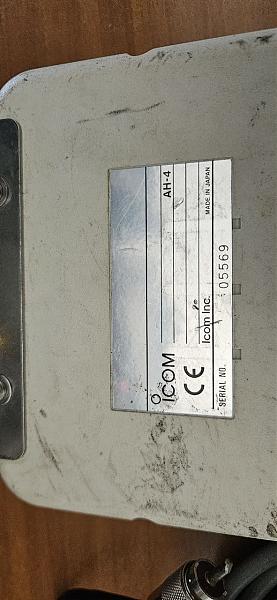 ICOM AH-4
CE
Icom Inc. MADE IN JAPAN
SERIAL NO. 05569